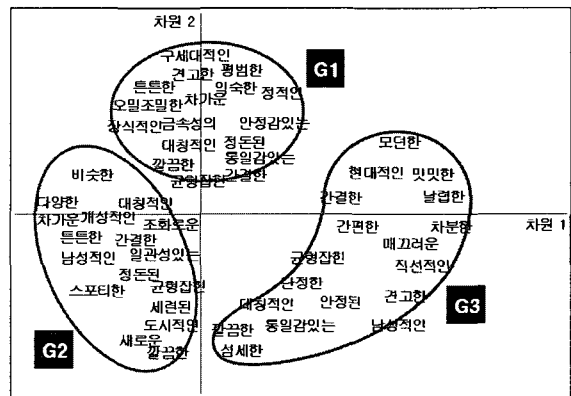 차원 2
구세대적인
견고한 평범한
G1
튼튼한 익숙한
오밀조밀한 차가운 정적인
장식적인 금속성의 안정감있는
대칭적인 정돈된
깔끔한 통일감있는
균형잡힌 간결한
모던한
현대적인 밋밋한
간결한 날렵한
비슷한
다양한 대칭적인
차가운 개성적인 조화로운
튼튼한 간결한
남성적인 일관성있는
정돈된
스포티한 균형잡힌
세련된
도시적인
새로운
깔끔한
G2
간편한 차분한 차원 1
매끄러운
균형잡힌 직선적인
단정한
대칭적인 안정된 견고한
G3
깔끔한 통일감있는 남성적인
섬세한